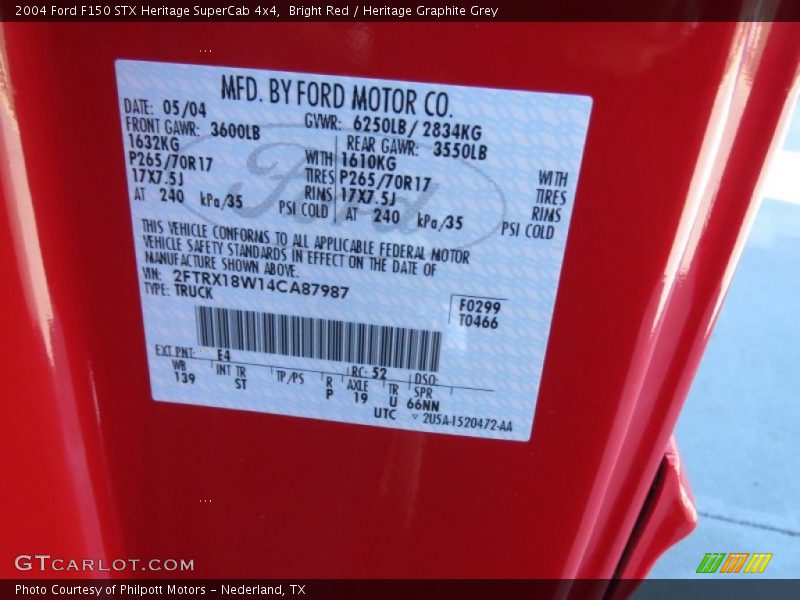 2004 Ford F150 STX Heritage SuperCab 4x4, Bright Red / Heritage Graphite Grey
MFD. BY FORD MOTOR CO.
DATE: 05/04 GVWR: 6250LB / 2834KG
FRONT GAWR: 3600LB REAR GAWR: 3550LB
1632KG WITH 1610KG WITH
P265/70R17 TIRES P265/70R17 TIRES
17X7.5J RIMS 17X7.5J RIMS
AT 240 kPa/35 PSI COLD AT 240 kPa/35 PSI COLD
Ford
THIS VEHICLE CONFORMS TO ALL APPLICABLE FEDERAL MOTOR
VEHICLE SAFETY STANDARDS IN EFFECT ON THE DATE OF
MANUFACTURE SHOWN ABOVE.
VIN: 2FTRX18W14CA87987
TYPE: TRUCK
F0299
T0466
EXT PNT: E4 RC: 52 DSO:
WB INT TR TP/PS R AXLE TR SPR
139 ST P 19 U 66NN
UTC 2U5A-1520472-AA
GTCARLOT.COM
Photo Courtesy of Philpott Motors - Nederland, TX